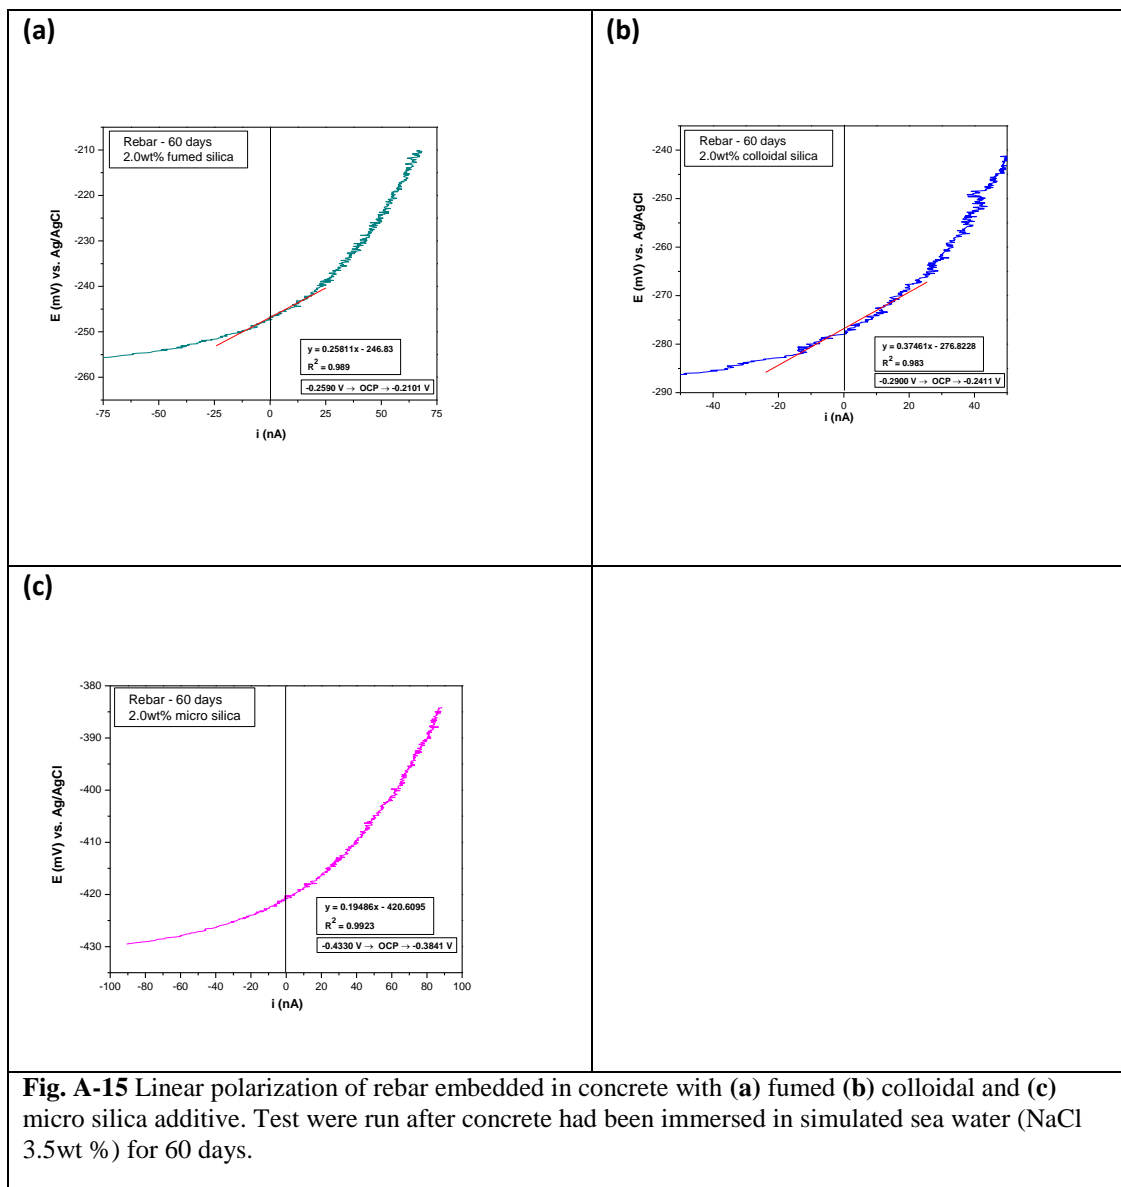 (a)
Rebar - 60 days
2.0wt% fumed silica
E (mV) vs. Ag/AgCl
-210
-220
-230
-240
-250
-260
y = 0.25811x - 246.83
R² = 0.989
-0.2590 V → OCP → -0.2101 V
-75 -50 -25 0 25 50 75
i (nA)
(b)
Rebar - 60 days
2.0wt% colloidal silica
E (mV) vs. Ag/AgCl
-240
-250
-260
-270
-280
-290
y = 0.37461x - 276.8228
R² = 0.983
-0.2900 V → OCP → -0.2411 V
-40 -20 0 20 40
i (nA)
(c)
Rebar - 60 days
2.0wt% micro silica
E (mV) vs. Ag/AgCl
-380
-390
-400
-410
-420
-430
y = 0.19486x - 420.6095
R² = 0.9923
-0.4330 V → OCP → -0.3841 V
-100 -80 -60 -40 -20 0 20 40 60 80 100
i (nA)
Fig. A-15 Linear polarization of rebar embedded in concrete with (a) fumed (b) colloidal and (c)
micro silica additive. Test were run after concrete had been immersed in simulated sea water (NaCl
3.5wt %) for 60 days.